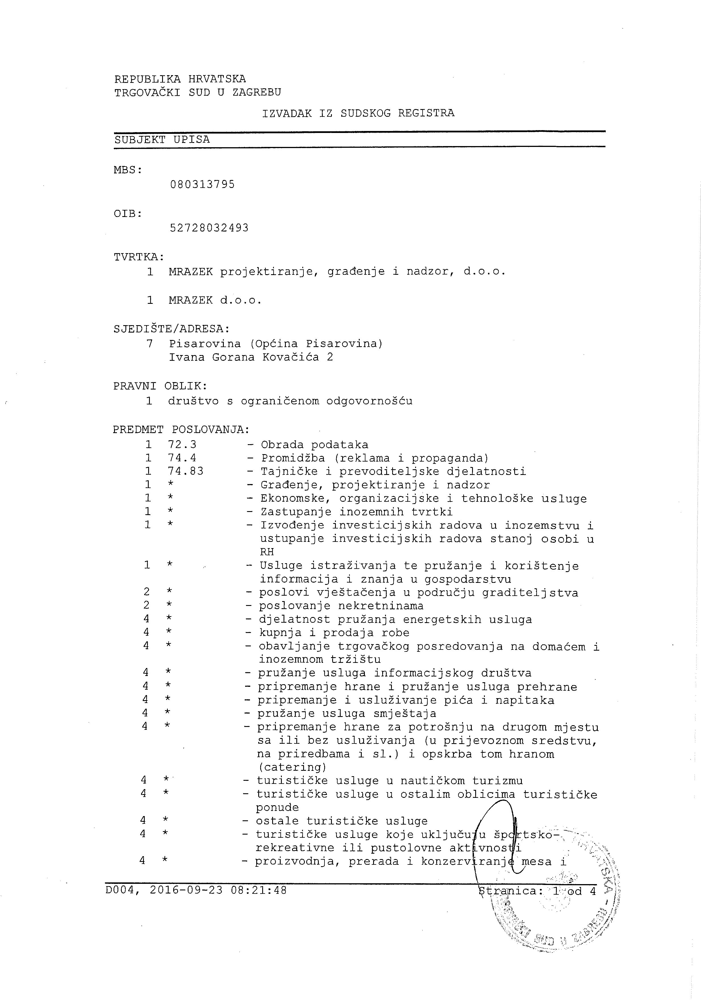 REPUBLIKA HRVATSKA
TRGOVAČKI SUD U ZAGREBU
IZVADAK IZ SUDSKOG REGISTRA
SUBJEKT UPISA
MBS:
080313795
OIB:
52728032493
TVRTKA:
1 MRAZEK projektiranje, građenje i nadzor, d.o.o.
1 MRAZEK d.o.o.
SJEDIŠTE/ADRESA:
7 Pisarovina (Općina Pisarovina)
Ivana Gorana Kovačića 2
PRAVNI OBLIK:
1 društvo s ograničenom odgovornošću
PREDMET POSLOVANJA:
1 72.3 - Obrada podataka
1 74.4 - Promidžba (reklama i propaganda)
1 74.83 - Tajničke i prevoditeljske djelatnosti
1 * - Građenje, projektiranje i nadzor
1 * - Ekonomske, organizacijske i tehnološke usluge
1 * - Zastupanje inozemnih tvrtki
1 * - Izvođenje investicijskih radova u inozemstvu i
ustupanje investicijskih radova stanoj osobi u
RH
1 * - Usluge istraživanja te pružanje i korištenje
informacija i znanja u gospodarstvu
2 * - poslovi vještačenja u području graditeljstva
2 * - poslovanje nekretninama
4 * - djelatnost pružanja energetskih usluga
4 * - kupnja i prodaja robe
4 * - obavljanje trgovačkog posredovanja na domaćem i
inozemnom tržištu
4 * - pružanje usluga informacijskog društva
4 * - pripremanje hrane i pružanje usluga prehrane
4 * - pripremanje i usluživanje pića i napitaka
4 * - pružanje usluga smještaja
4 * - pripremanje hrane za potrošnju na drugom mjestu
sa ili bez usluživanja (u prijevoznom sredstvu,
na priredbama i sl.) i opskrba tom hranom
(catering)
4 * - turističke usluge u nautičkom turizmu
4 * - turističke usluge u ostalim oblicima turističke
ponude
4 * - ostale turističke usluge
4 * - turističke usluge koje uključuju športsko-
rekreativne ili pustolovne aktivnosti
4 * - proizvodnja, prerada i konzerviranje mesa i
D004, 2016-09-23 08:21:48 Stranica: 1 od 4
SUD U ZAGREBU